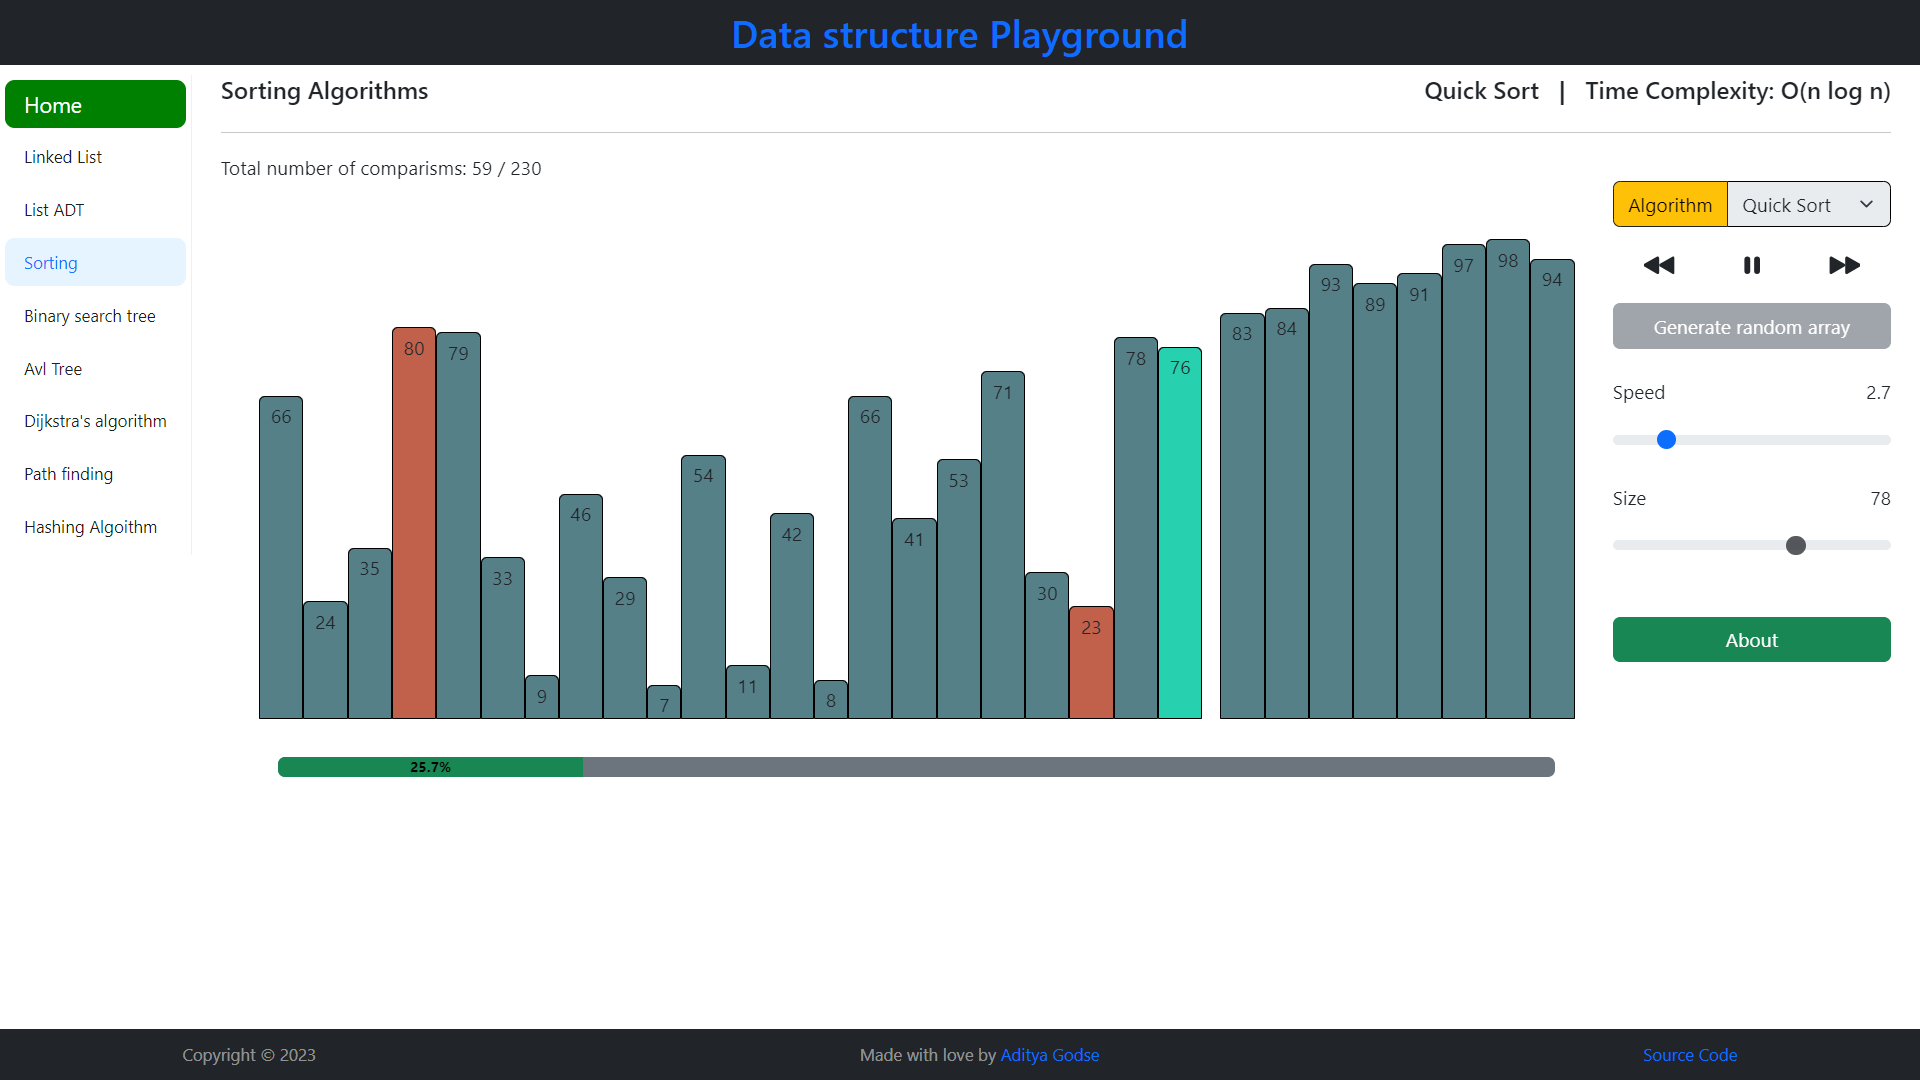 Data structure Playground
Home
Linked List
List ADT
Sorting
Binary search tree
Avl Tree
Dijkstra's algorithm
Path finding
Hashing Algoithm
Sorting Algorithms
Quick Sort | Time Complexity: O(n log n)
Total number of comparisms: 59 / 230
66 24 35 80 79 33 9 46 29 7 54 11 42 8 66 41 53 71 30 23 78 76 83 84 93 89 91 97 98 94
25.7%
Algorithm Quick Sort
Generate random array
Speed 2.7
Size 78
About
Copyright © 2023
Made with love by Aditya Godse
Source Code